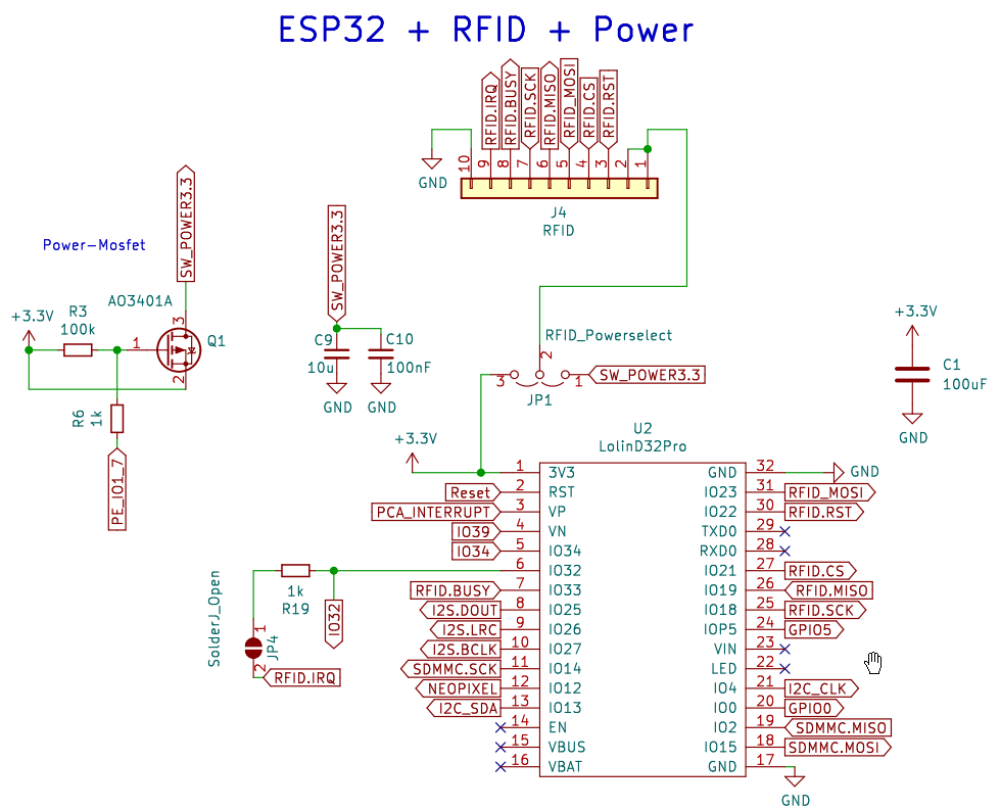 ESP32 + RFID + Power
RFID.IRQ
RFID.BUSY
RFID.SCK
RFID.MISO
RFID_MOSI
RFID.CS
RFID.RST
10
9
8
7
6
5
4
3
2
1
GND
J4
RFID
SW_POWER3.3
Power-Mosfet
AO3401A
+3.3V
R3
100k
1
3
2
Q1
R6
1k
PE_IO1_7
SW_POWER3.3
C9
10u
C10
100nF
GND
GND
RFID_Powerselect
2
3
1
SW_POWER3.3
JP1
+3.3V
C1
100uF
GND
+3.3V
U2
LolinD32Pro
1 3V3
Reset 2 RST
PCA_INTERRUPT 3 VP
IO39 4 VN
IO34 5 IO34
6 IO32
RFID.BUSY 7 IO33
I2S.DOUT 8 IO25
I2S.LRC 9 IO26
I2S.BCLK 10 IO27
SDMMC.SCK 11 IO14
NEOPIXEL 12 IO12
I2C_SDA 13 IO13
14 EN
15 VBUS
16 VBAT
GND 32 GND
IO23 31 RFID_MOSI
IO22 30 RFID.RST
TXD0 29
RXD0 28
IO21 27 RFID.CS
IO19 26 RFID.MISO
IO18 25 RFID.SCK
IOP5 24 GPIO5
VIN 23
LED 22
IO4 21 I2C_CLK
IO0 20 GPIO0
IO2 19 SDMMC.MISO
IO15 18 SDMMC.MOSI
GND 17
GND
1k
R19
IO32
SolderJ_Open
1
JP4
2
RFID.IRQ